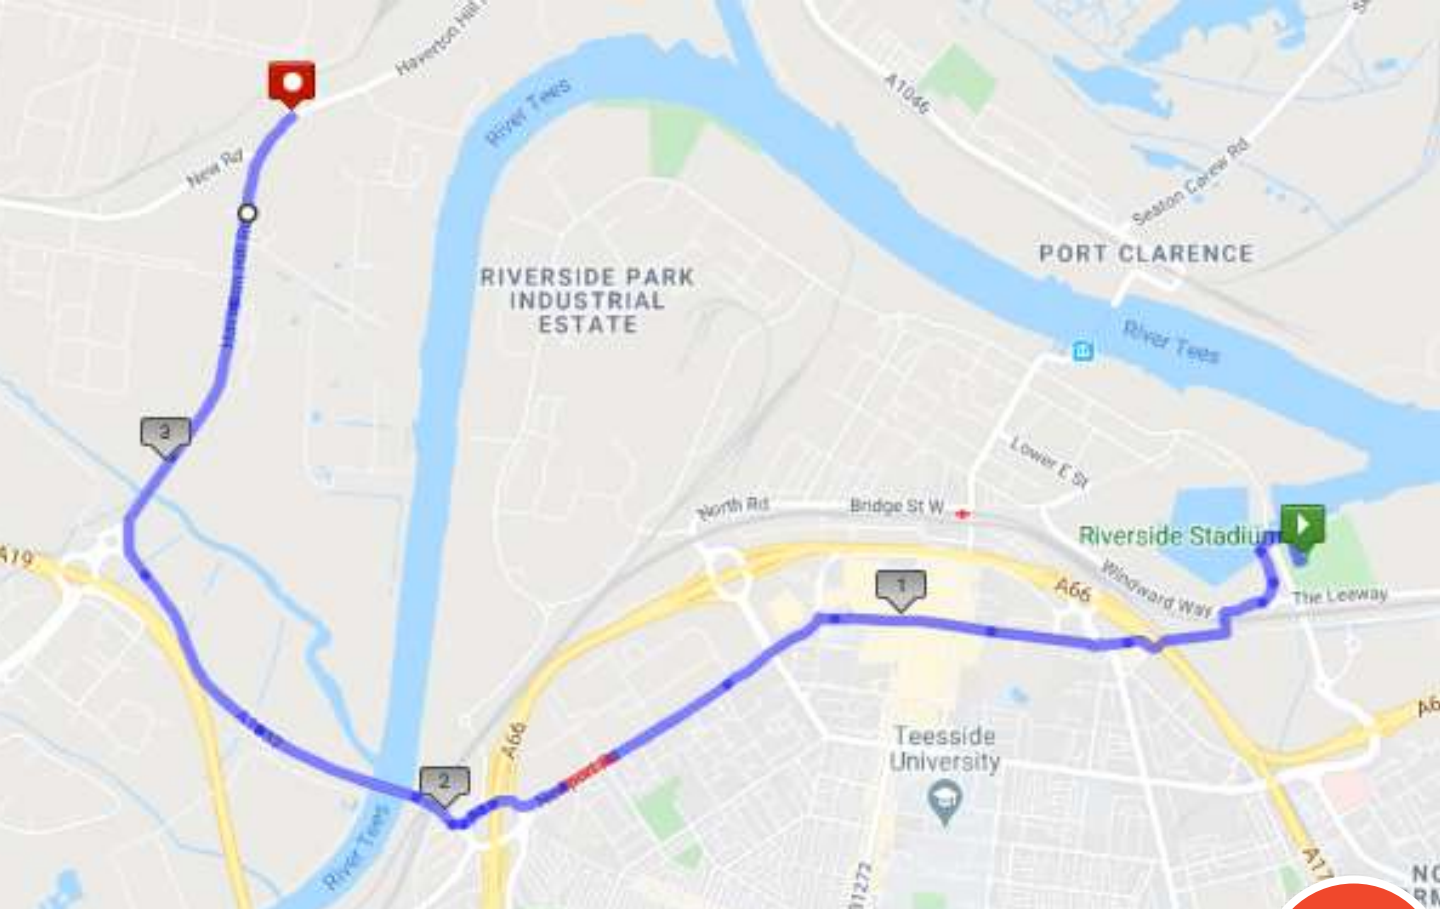 Haverton Hill R
New Rd
River Tees
A1046
Seaton Carew Rd
PORT CLARENCE
RIVERSIDE PARK
INDUSTRIAL
ESTATE
River Tees
3
Lower E St
North Rd
Bridge St W
Riverside Stadium
A19
Windward Way
A66
The Leeway
1
A66
Teesside
University
2
River Tees